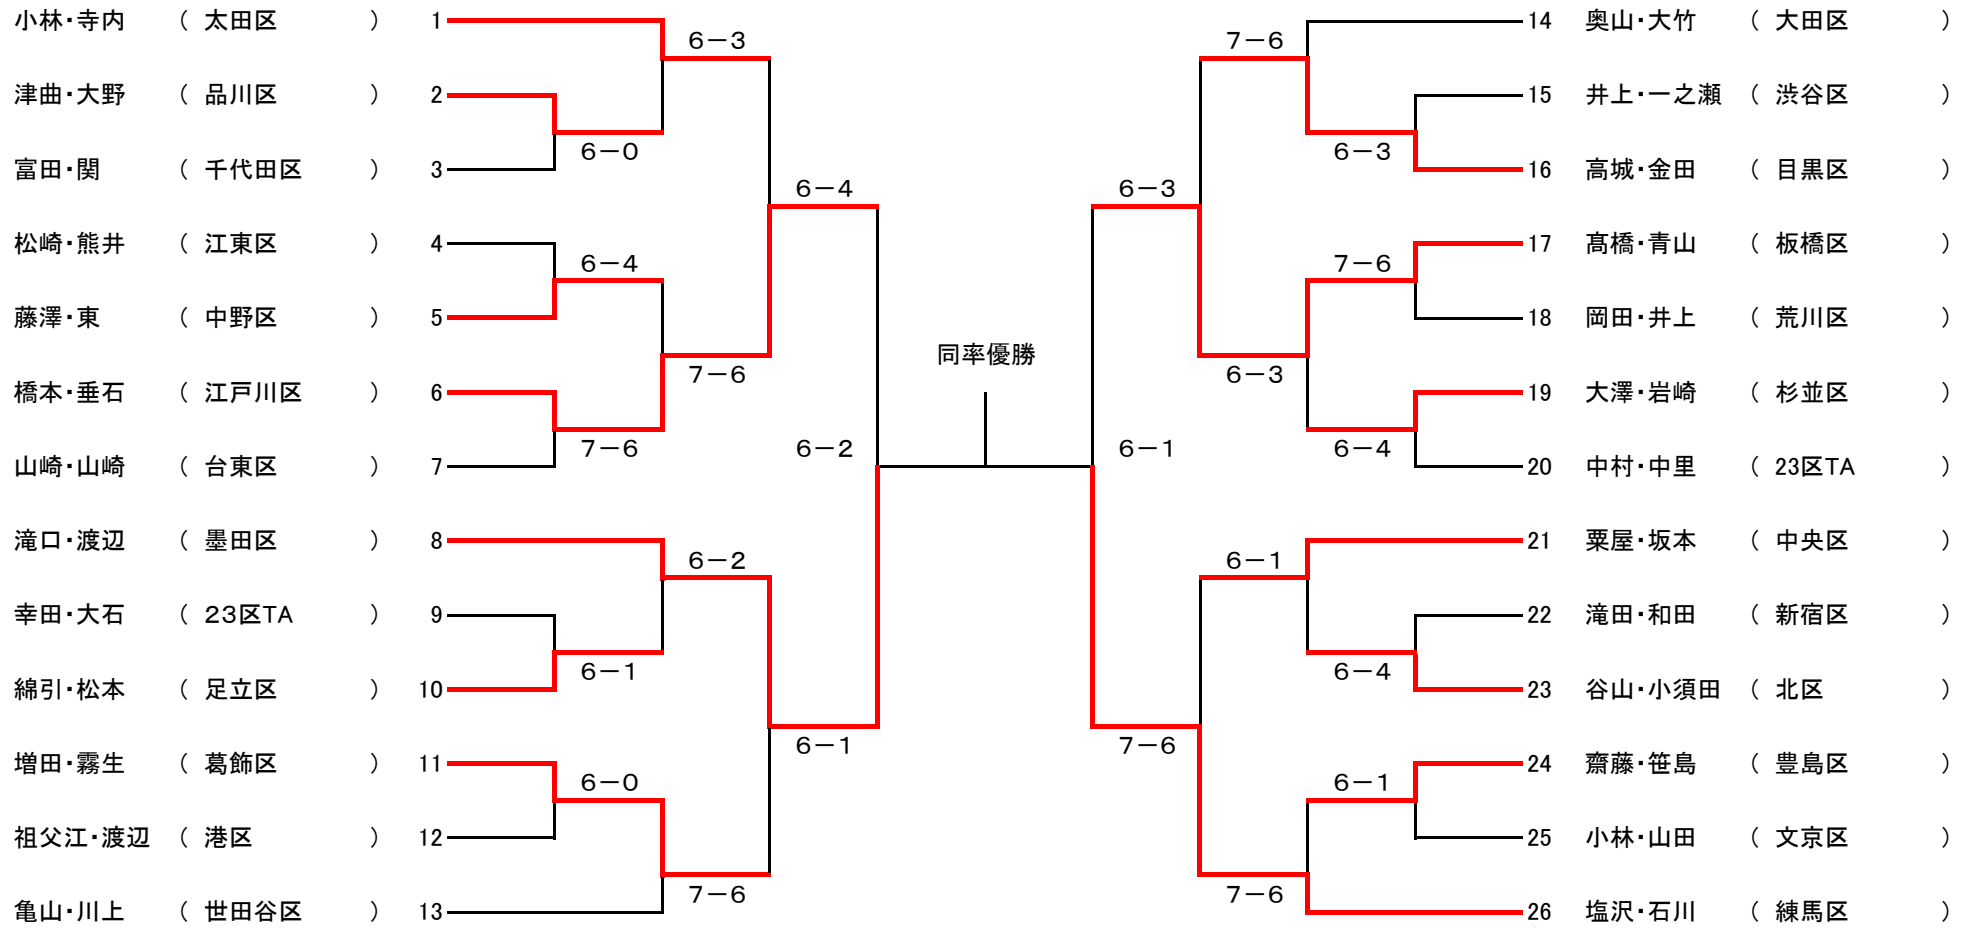 小林・寺内 （ 太田区 ） 1
6－3
津曲・大野 （ 品川区 ） 2
6－0
富田・関 （ 千代田区 ） 3
6－4
松崎・熊井 （ 江東区 ） 4
6－4
藤澤・東 （ 中野区 ） 5
7－6
橋本・垂石 （ 江戸川区 ） 6
7－6
6－2
山崎・山崎 （ 台東区 ） 7
滝口・渡辺 （ 墨田区 ） 8
6－2
幸田・大石 （ 23区TA ） 9
6－1
綿引・松本 （ 足立区 ） 10
6－1
増田・霧生 （ 葛飾区 ） 11
6－0
祖父江・渡辺 （ 港区 ） 12
7－6
亀山・川上 （ 世田谷区 ） 13
同率優勝
14 奥山・大竹 （ 大田区 ）
7－6
15 井上・一之瀬 （ 渋谷区 ）
6－3
16 高城・金田 （ 目黒区 ）
6－3
17 髙橋・青山 （ 板橋区 ）
7－6
18 岡田・井上 （ 荒川区 ）
6－3
19 大澤・岩崎 （ 杉並区 ）
6－1
6－4
20 中村・中里 （ 23区TA ）
21 粟屋・坂本 （ 中央区 ）
6－1
22 滝田・和田 （ 新宿区 ）
6－4
23 谷山・小須田 （ 北区 ）
7－6
24 齋藤・笹島 （ 豊島区 ）
6－1
25 小林・山田 （ 文京区 ）
7－6
26 塩沢・石川 （ 練馬区 ）